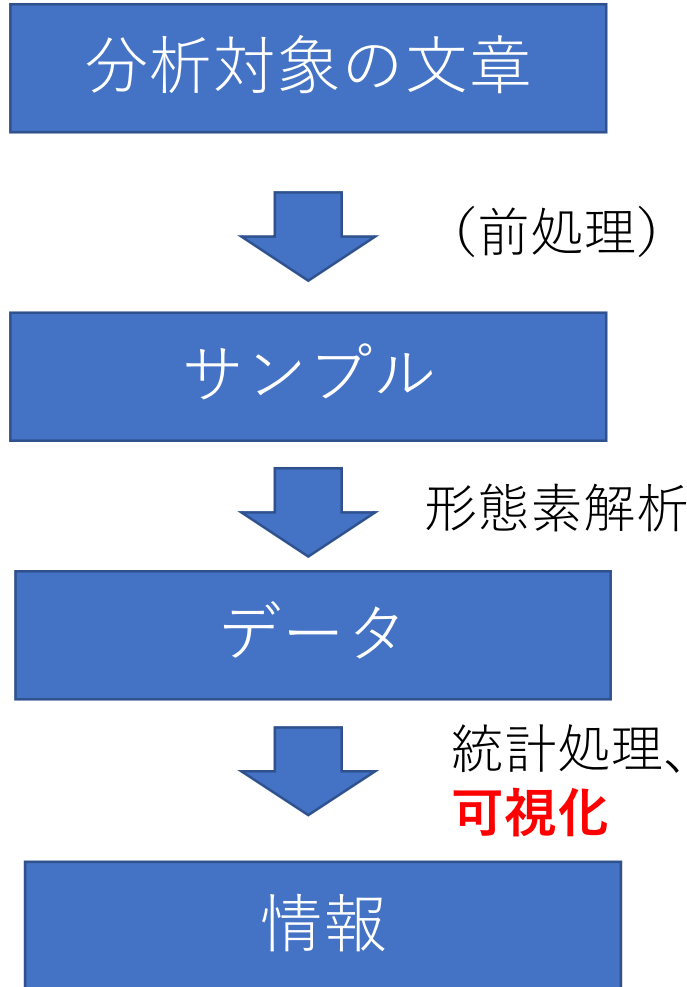 分析対象の文章
（前処理）
サンプル
形態素解析
データ
統計処理、
可視化
情報